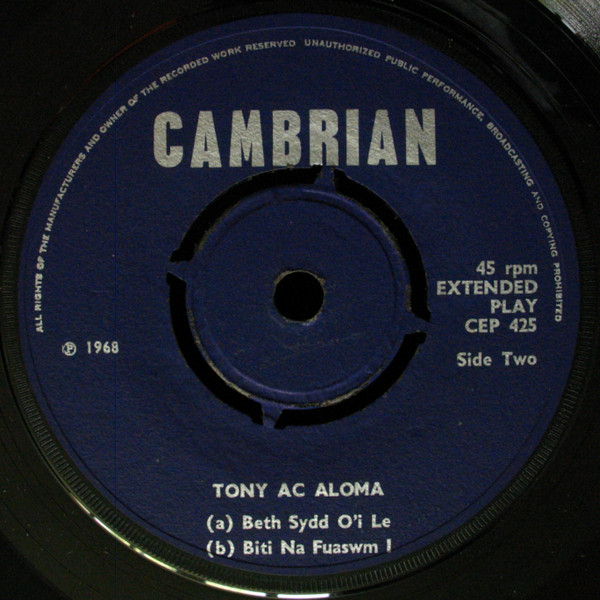 ALL RIGHTS OF THE MANUFACTURERS AND OWNER OF THE RECORDED WORK RESERVED UNAUTHORIZED PUBLIC PERFORMANCE, BROADCASTING AND COPYING PROHIBITED
CAMBRIAN
45 rpm
EXTENDED
PLAY
CEP 425
℗ 1968
Side Two
TONY AC ALOMA
(a) Beth Sydd O'i Le
(b) Biti Na Fuaswm I